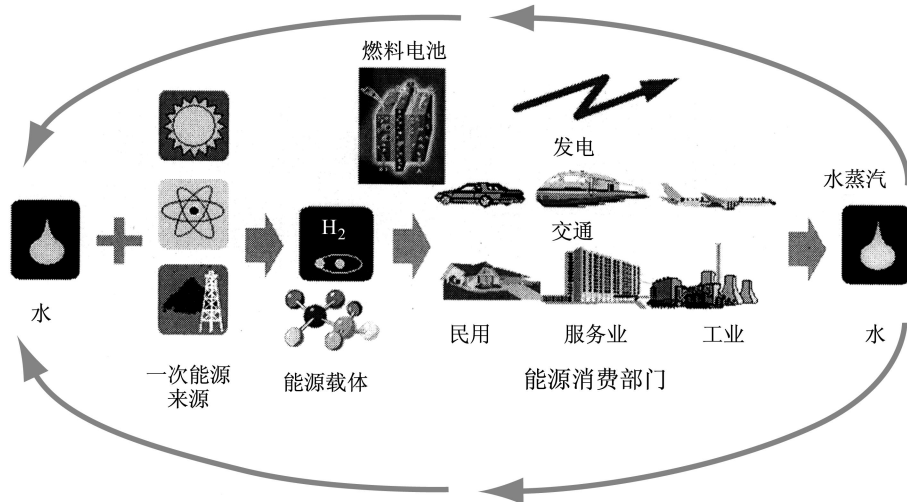 燃料电池
发电
水蒸汽
H2
交通
水
民用
服务业
工业
水
一次能源
来源
能源载体
能源消费部门